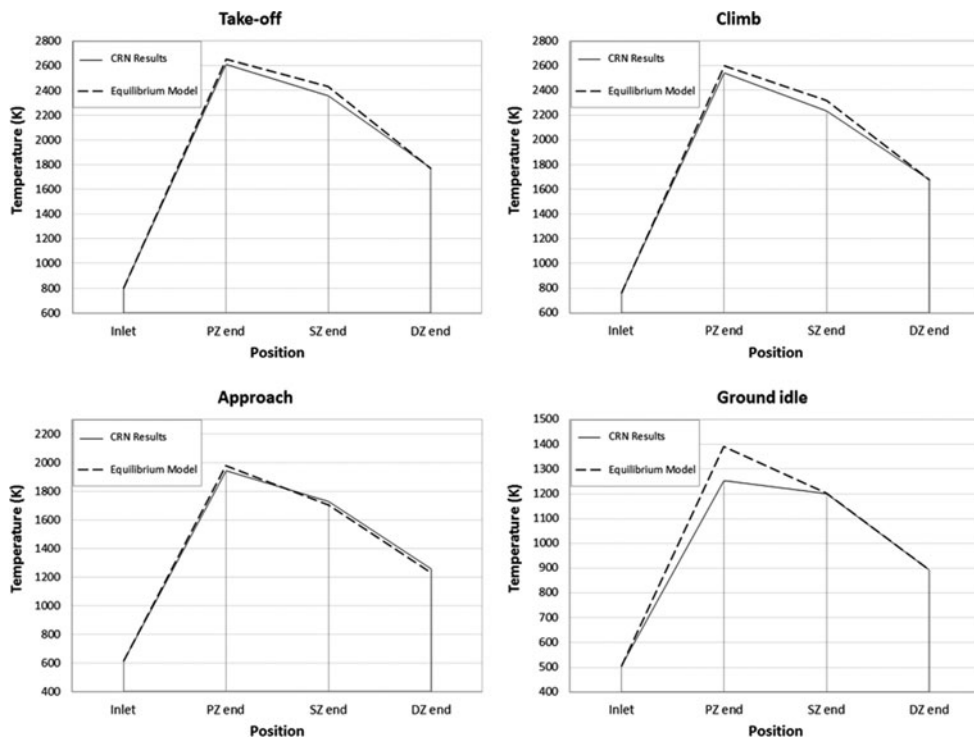 Take-off
CRN Results
Equilibrium Model
Temperature (K)
2800
2600
2400
2200
2000
1800
1600
1400
1200
1000
800
600
Inlet
PZ end
SZ end
DZ end
Position
Climb
CRN Results
Equilibrium Model
Temperature (K)
2800
2600
2400
2200
2000
1800
1600
1400
1200
1000
800
600
Inlet
PZ end
SZ end
DZ end
Position
Approach
CRN Results
Equilibrium Model
Temperature (K)
2200
2000
1800
1600
1400
1200
1000
800
600
400
Inlet
PZ end
SZ end
DZ end
Position
Ground idle
CRN Results
Equilibrium Model
Temperature (K)
1500
1400
1300
1200
1100
1000
900
800
700
600
500
400
Inlet
PZ end
SZ end
DZ end
Position